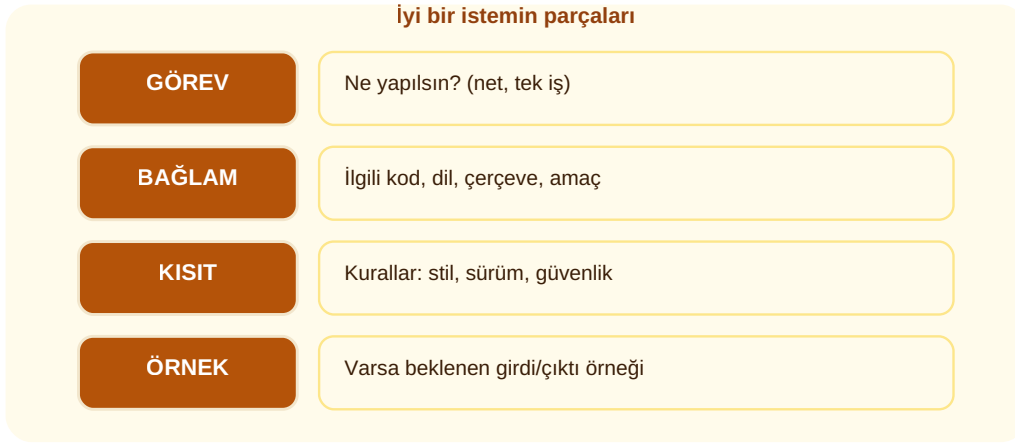 İyi bir istemin parçaları
GÖREV
Ne yapılsın? (net, tek iş)
BAĞLAM
İlgili kod, dil, çerçeve, amaç
KISIT
Kurallar: stil, sürüm, güvenlik
ÖRNEK
Varsa beklenen girdi/çıktı örneği